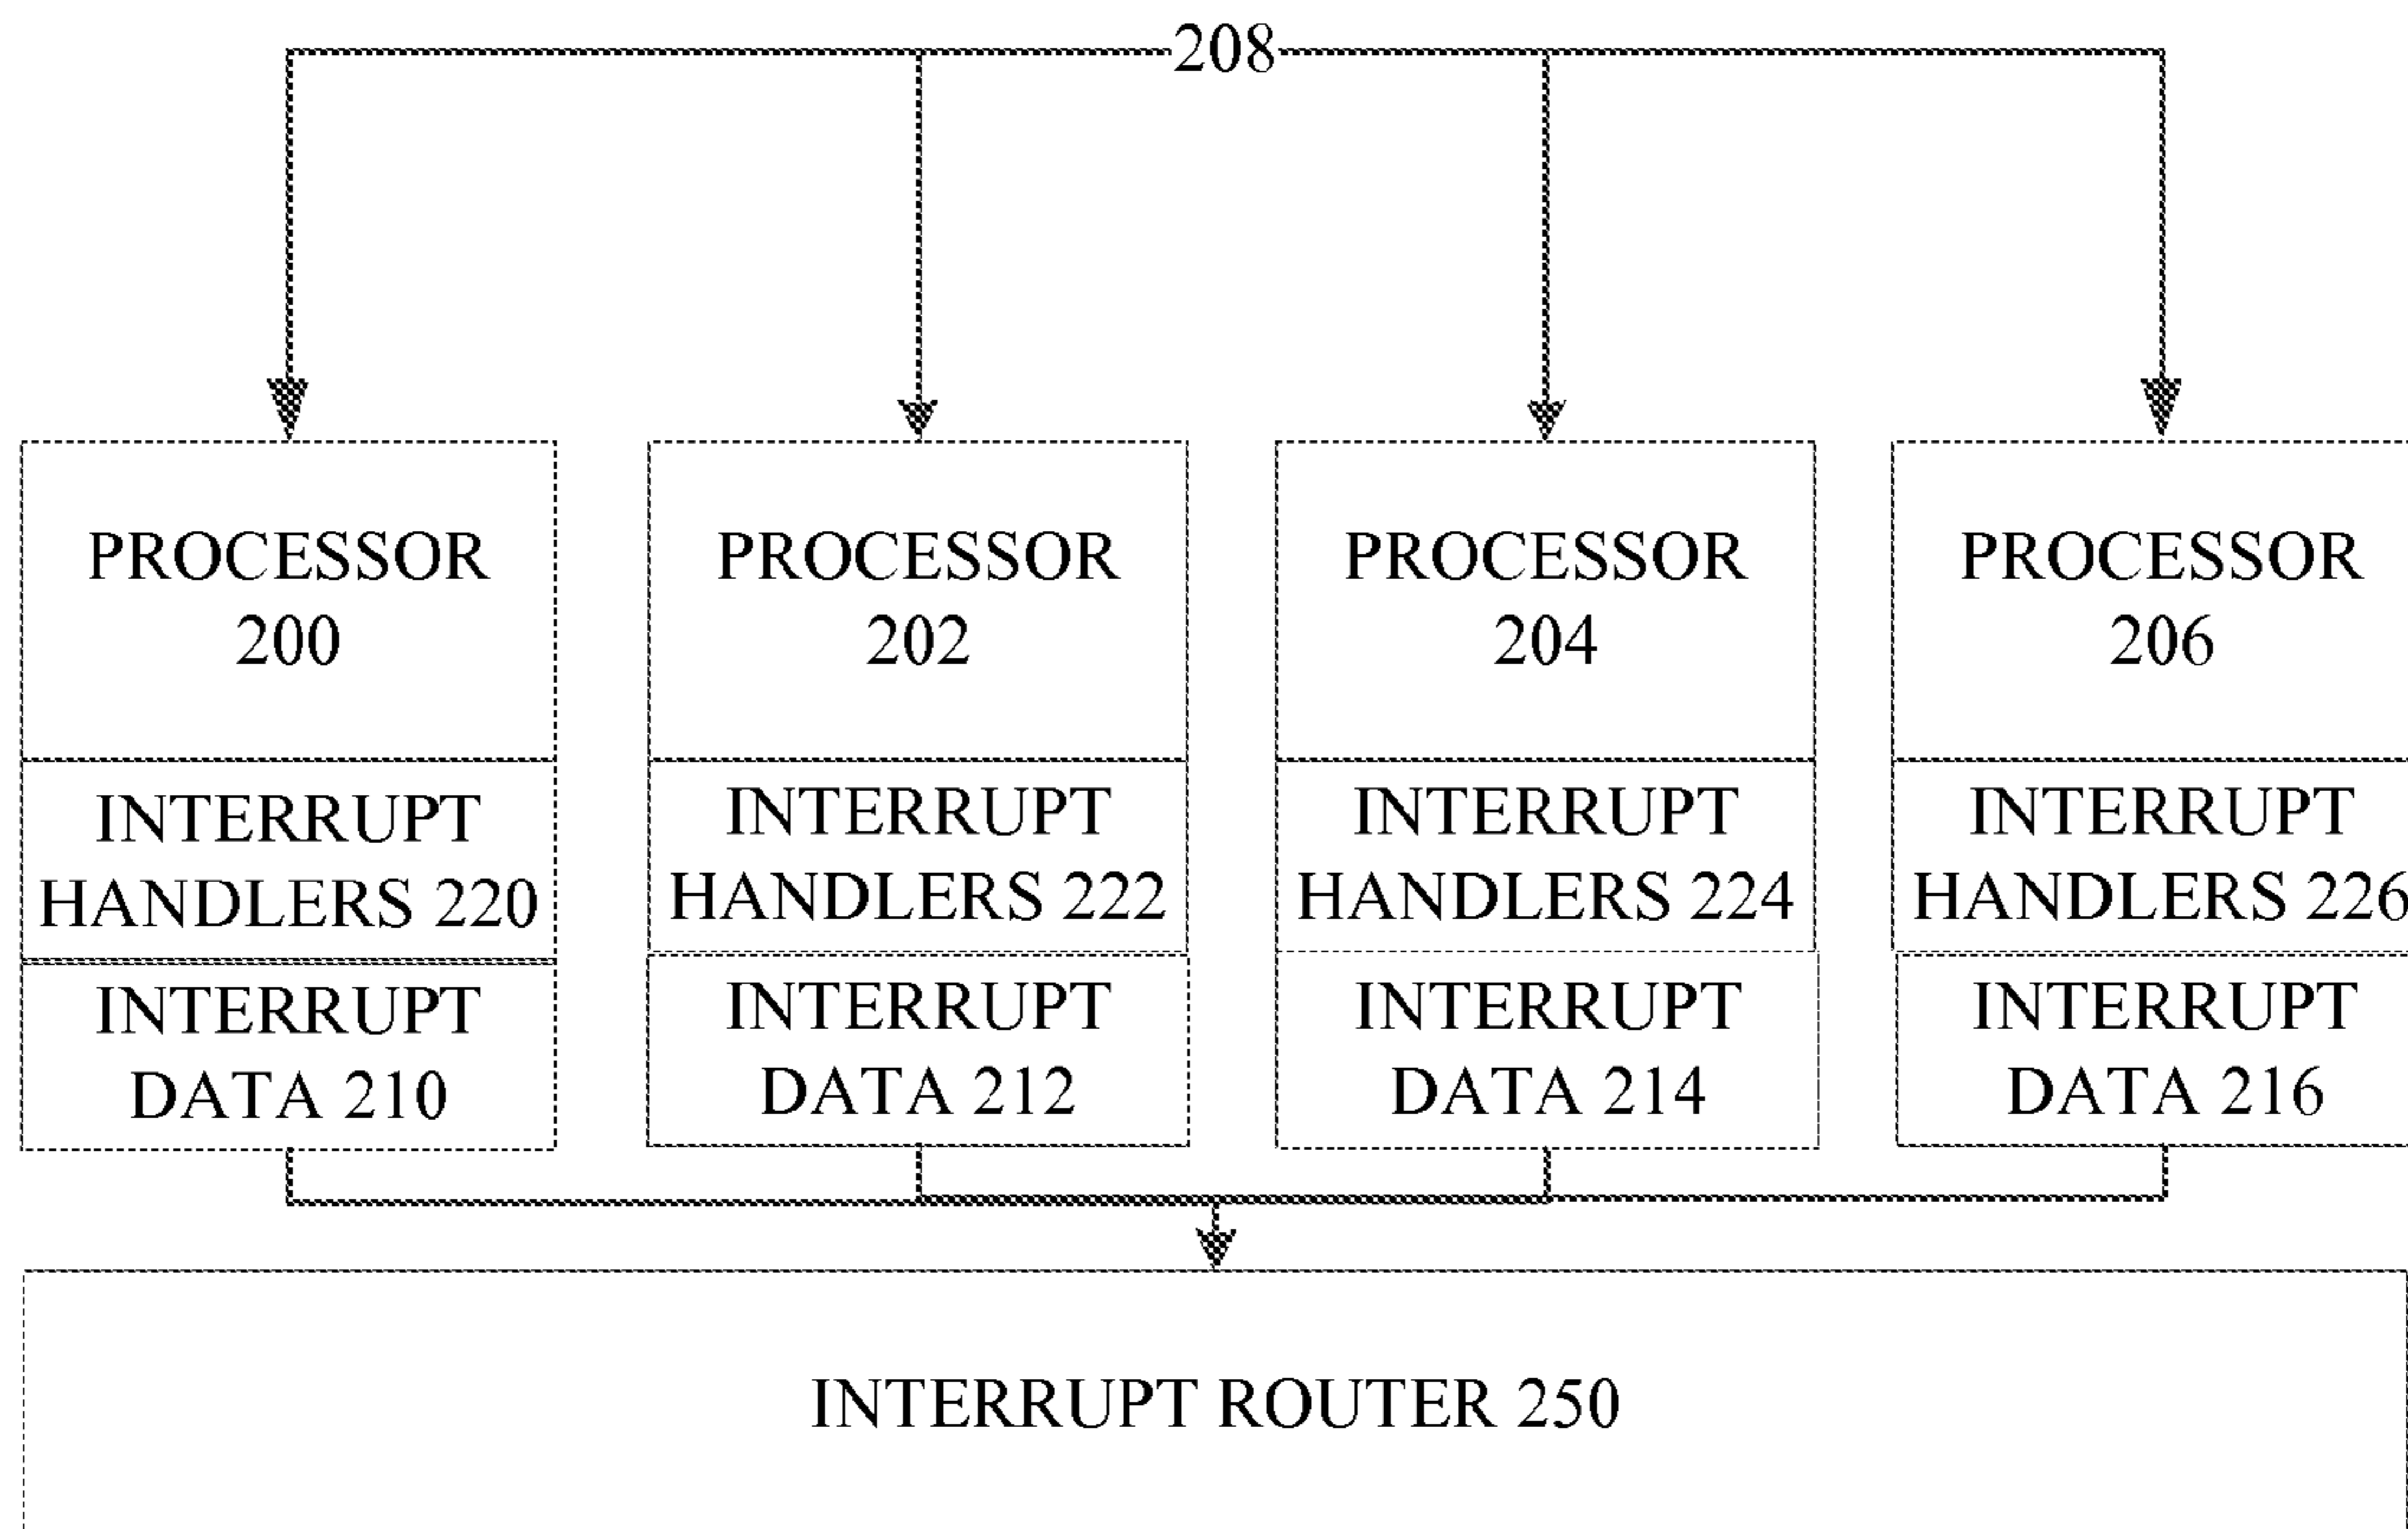 208
PROCESSOR
200
PROCESSOR
202
PROCESSOR
204
PROCESSOR
206
INTERRUPT
HANDLERS 220
INTERRUPT
HANDLERS 222
INTERRUPT
HANDLERS 224
INTERRUPT
HANDLERS 226
INTERRUPT
DATA 210
INTERRUPT
DATA 212
INTERRUPT
DATA 214
INTERRUPT
DATA 216
INTERRUPT ROUTER 250